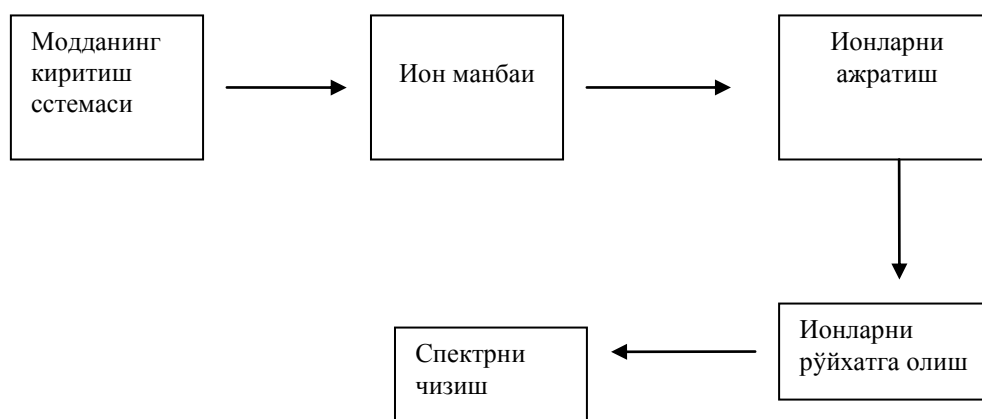 Модданинг
киритиш
сстемаси
Ион манбаи
Ионларни
ажратиш
Ионларни
рўйхатга олиш
Спектрни
чизиш